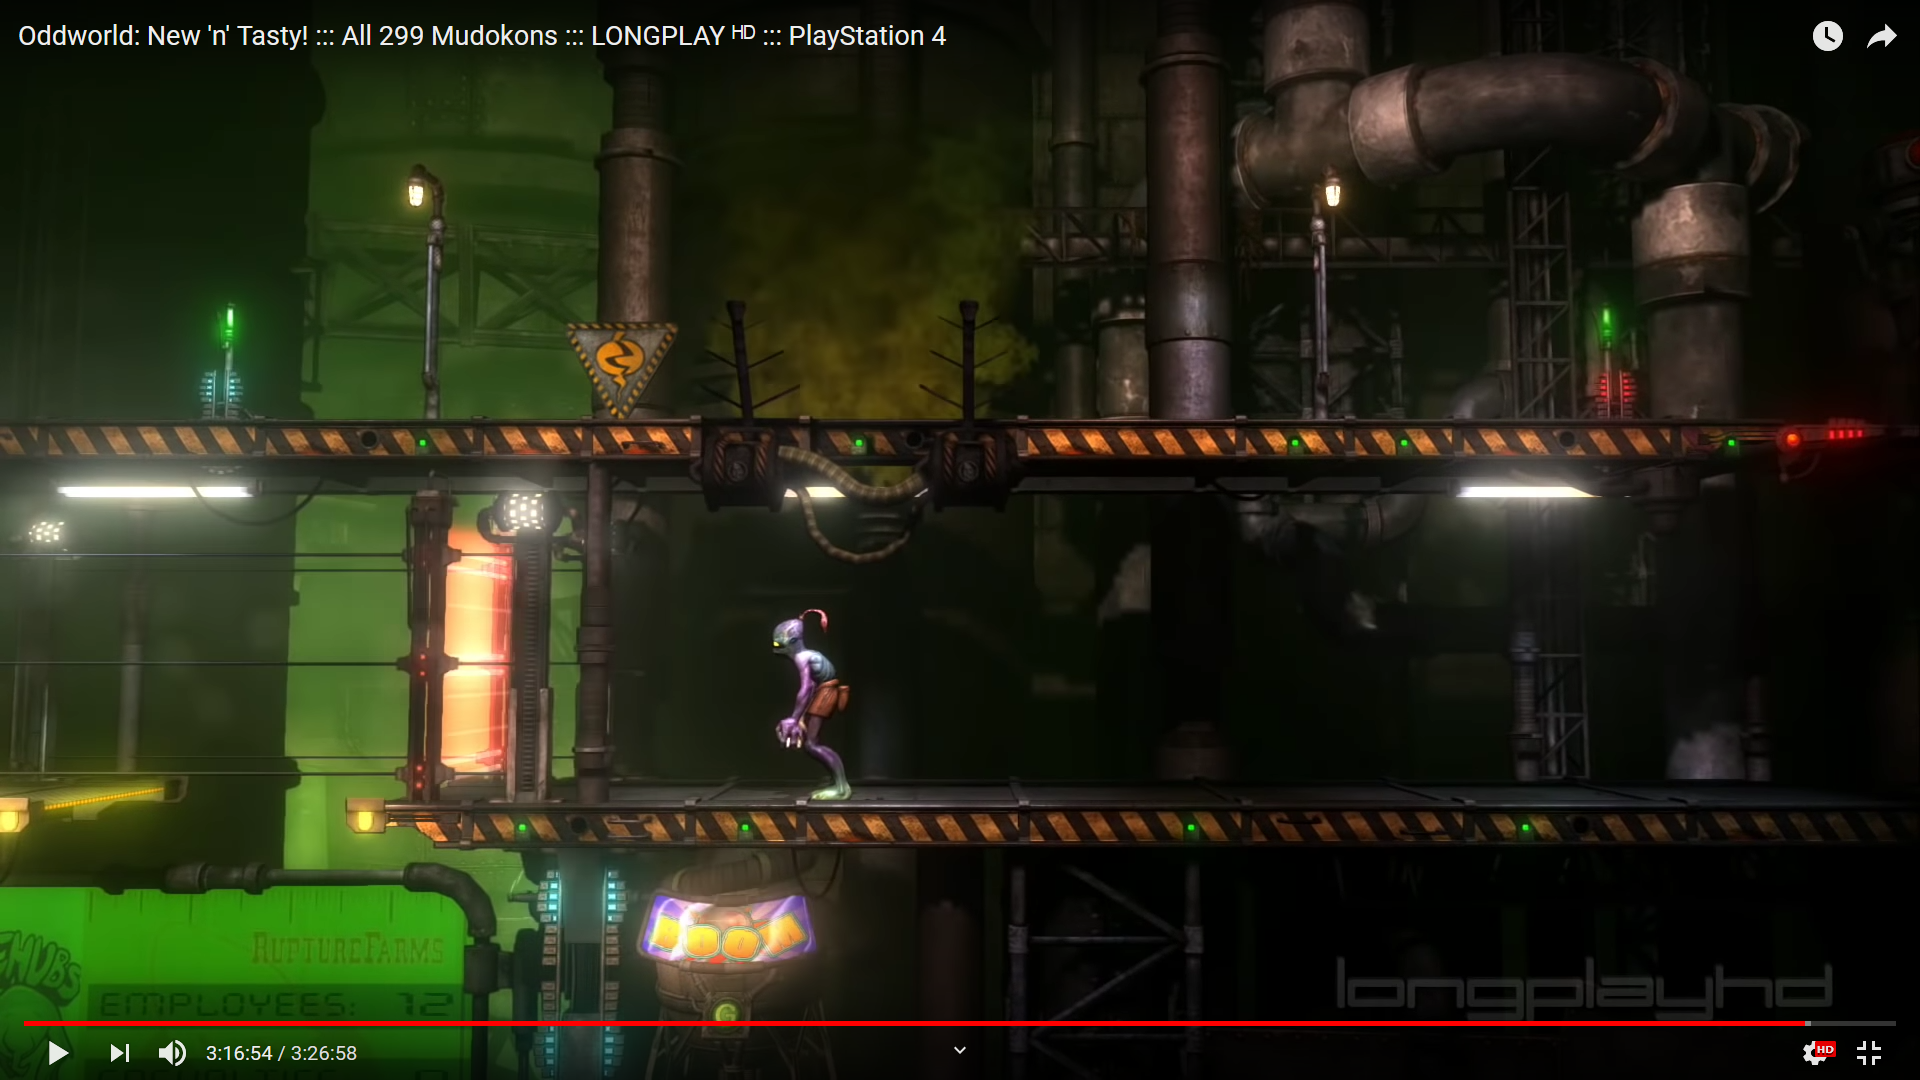 Oddworld: New 'n' Tasty! ::: All 299 Mudokons ::: LONGPLAY ᴴᴰ ::: PlayStation 4
BOOM
RUPTUREFARMS
EMPLOYEES: 12
longplayhd
3:16:54 / 3:26:58
HD